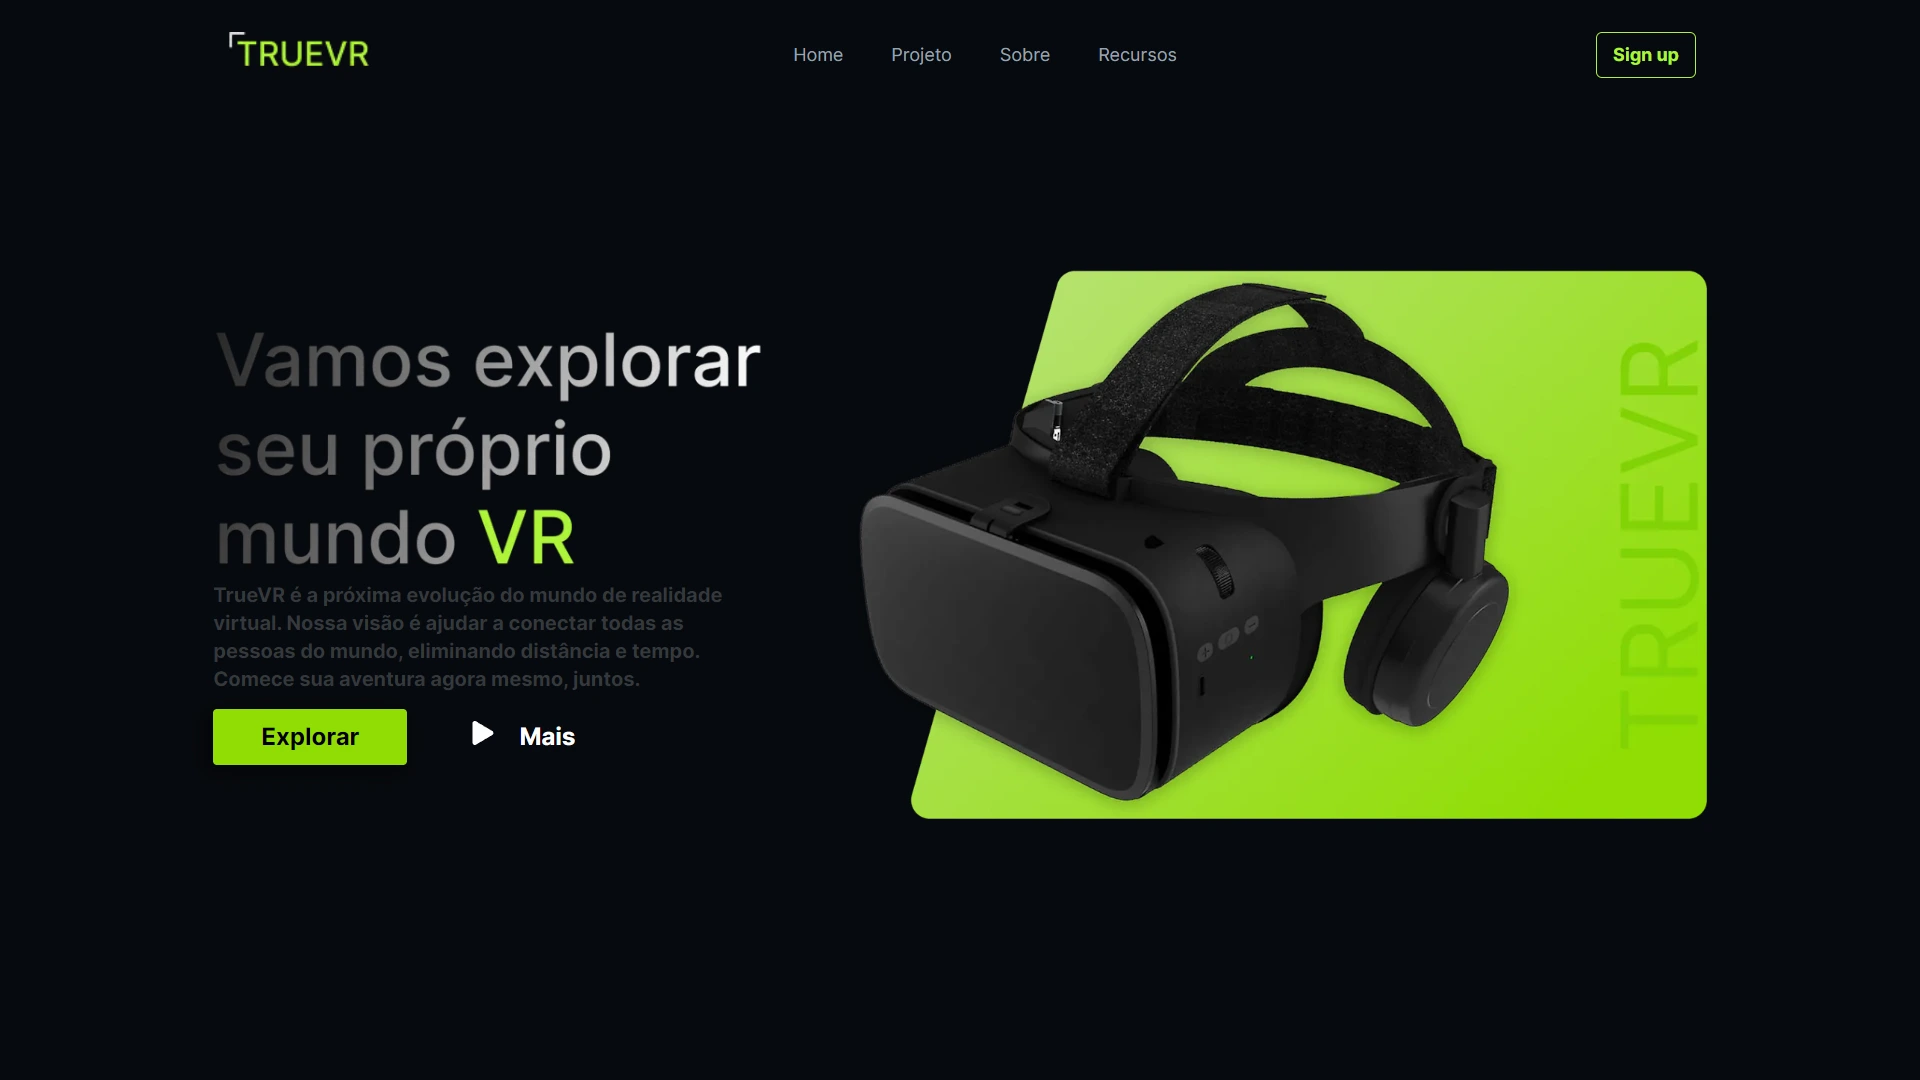 TRUEVR
Home
Projeto
Sobre
Recursos
Sign up
Vamos explorar
seu próprio
mundo VR
TrueVR é a próxima evolução do mundo de realidade
virtual. Nossa visão é ajudar a conectar todas as
pessoas do mundo, eliminando distância e tempo.
Comece sua aventura agora mesmo, juntos.
Explorar
Mais
TRUEVR